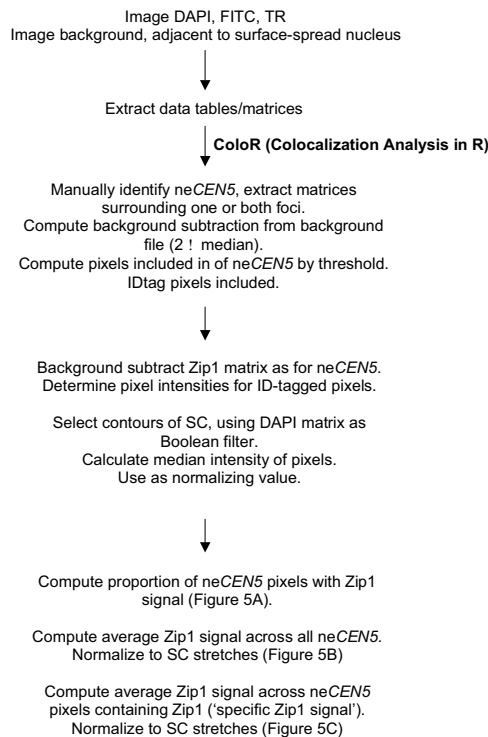 Image DAPI, FITC, TR
Image background, adjacent to surface-spread nucleus
Extract data tables/matrices
ColoR (Colocalization Analysis in R)
Manually identify neCEN5, extract matrices
surrounding one or both foci.
Compute background subtraction from background
file (2 ! median).
Compute pixels included in of neCEN5 by threshold.
IDtag pixels included.
Background subtract Zip1 matrix as for neCEN5.
Determine pixel intensities for ID-tagged pixels.
Select contours of SC, using DAPI matrix as
Boolean filter.
Calculate median intensity of pixels.
Use as normalizing value.
Compute proportion of neCEN5 pixels with Zip1
signal (Figure 5A).
Compute average Zip1 signal across all neCEN5.
Normalize to SC stretches (Figure 5B)
Compute average Zip1 signal across neCEN5
pixels containing Zip1 (‘specific Zip1 signal’).
Normalize to SC stretches (Figure 5C)